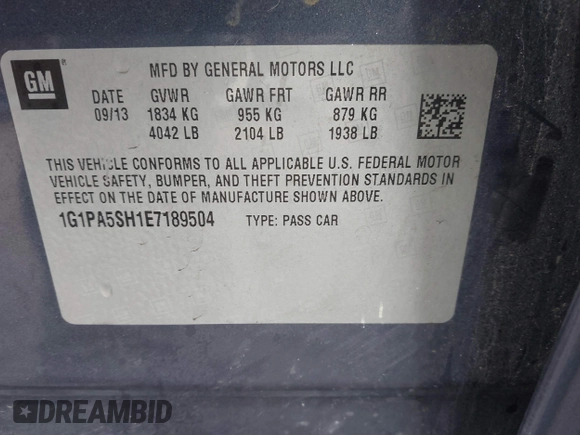 GM
MFD BY GENERAL MOTORS LLC
DATE GVWR GAWR FRT GAWR RR
09/13 1834 KG 955 KG 879 KG
4042 LB 2104 LB 1938 LB
THIS VEHICLE CONFORMS TO ALL APPLICABLE U.S. FEDERAL MOTOR
VEHICLE SAFETY, BUMPER, AND THEFT PREVENTION STANDARDS IN
EFFECT ON THE DATE OF MANUFACTURE SHOWN ABOVE.
1G1PA5SH1E7189504 TYPE: PASS CAR
DREAMBID